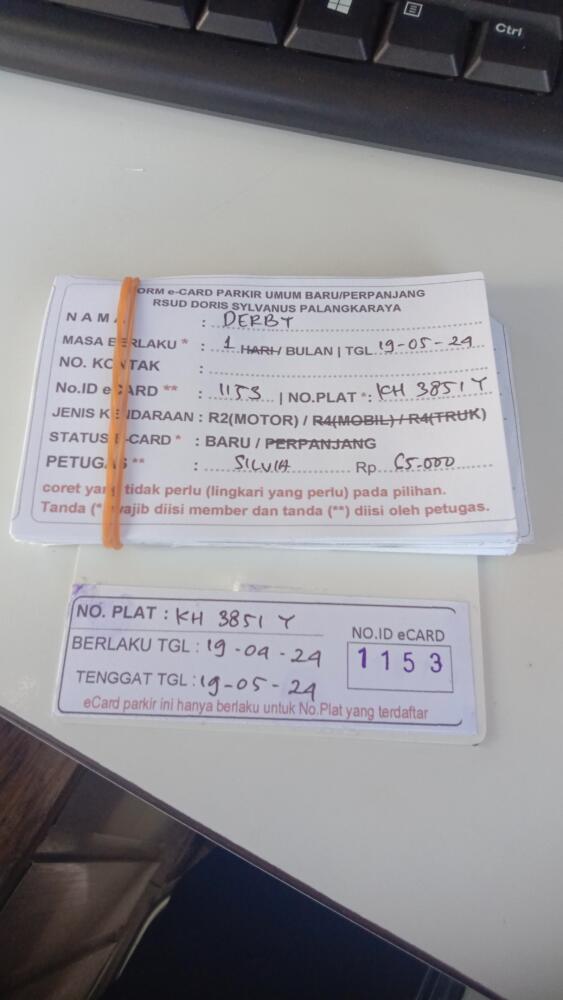 Ctrl
FORM e-CARD PARKIR UMUM BARU/PERPANJANG
RSUD DORIS SYLVANUS PALANGKARAYA
NAMA : DERBY
MASA BERLAKU * : 1 HARI / BULAN | TGL 19-05-24
NO. KONTAK :
No.ID eCARD ** : 1153 | NO.PLAT *: KH 3851 Y
JENIS KENDARAAN : R2(MOTOR) / R4(MOBIL) / R4(TRUK)
STATUS E-CARD * : BARU / PERPANJANG
PETUGAS ** : SILVIA Rp 65.000
coret yang tidak perlu (lingkari yang perlu) pada pilihan.
Tanda (*) wajib diisi member dan tanda (**) diisi oleh petugas.
NO. PLAT : KH 3851 Y
BERLAKU TGL : 19-04-24
NO.ID eCARD
1153
TENGGAT TGL : 19-05-24
eCard parkir ini hanya berlaku untuk No.Plat yang terdaftar